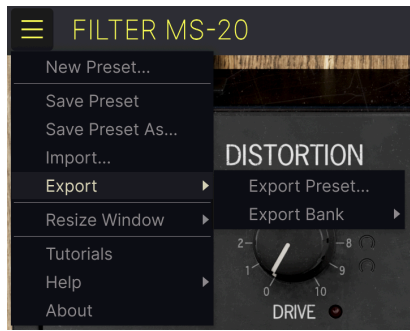 FILTER MS-20
New Preset...
Save Preset
Save Preset As...
Import...
Export
Resize Window
Tutorials
Help
About
Export Preset...
Export Bank
DISTORTION
2
8
1
9
0
10
DRIVE